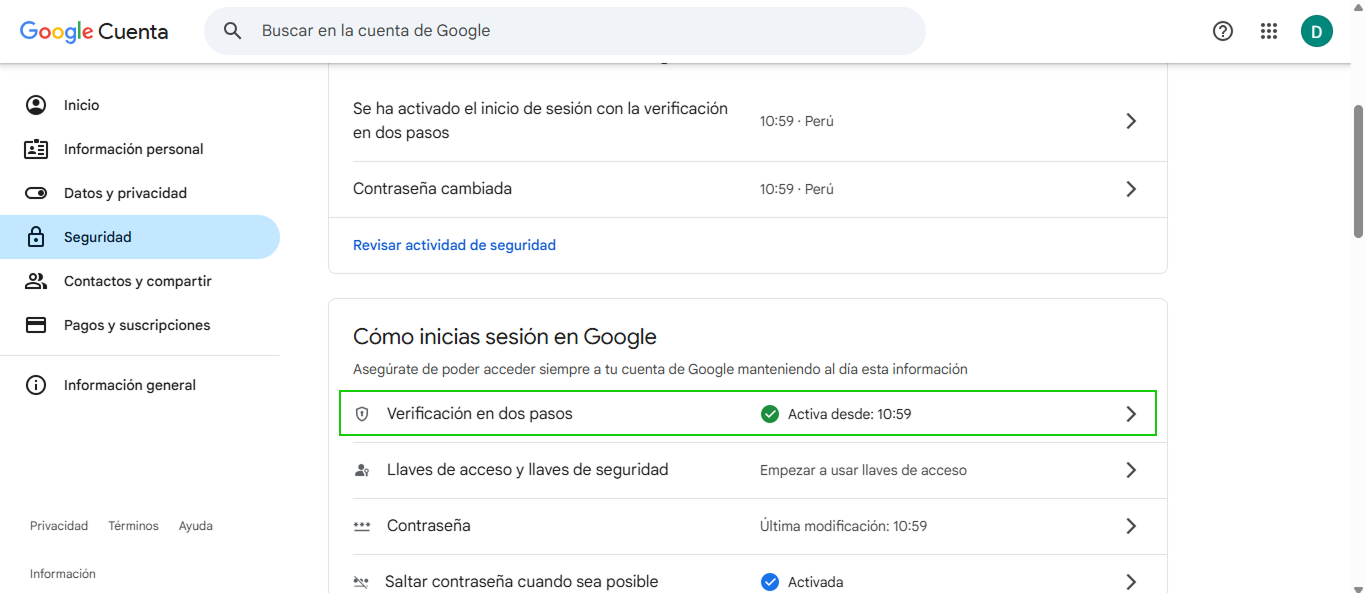 Google Cuenta
Buscar en la cuenta de Google
D
Inicio
Información personal
Datos y privacidad
Seguridad
Contactos y compartir
Pagos y suscripciones
Información general
Privacidad Términos Ayuda
Información
Se ha activado el inicio de sesión con la verificación
en dos pasos
10:59 · Perú
Contraseña cambiada
10:59 · Perú
Revisar actividad de seguridad
Cómo inicias sesión en Google
Asegúrate de poder acceder siempre a tu cuenta de Google manteniendo al día esta información
Verificación en dos pasos
Activa desde: 10:59
Llaves de acceso y llaves de seguridad
Empezar a usar llaves de acceso
Contraseña
Última modificación: 10:59
Saltar contraseña cuando sea posible
Activada